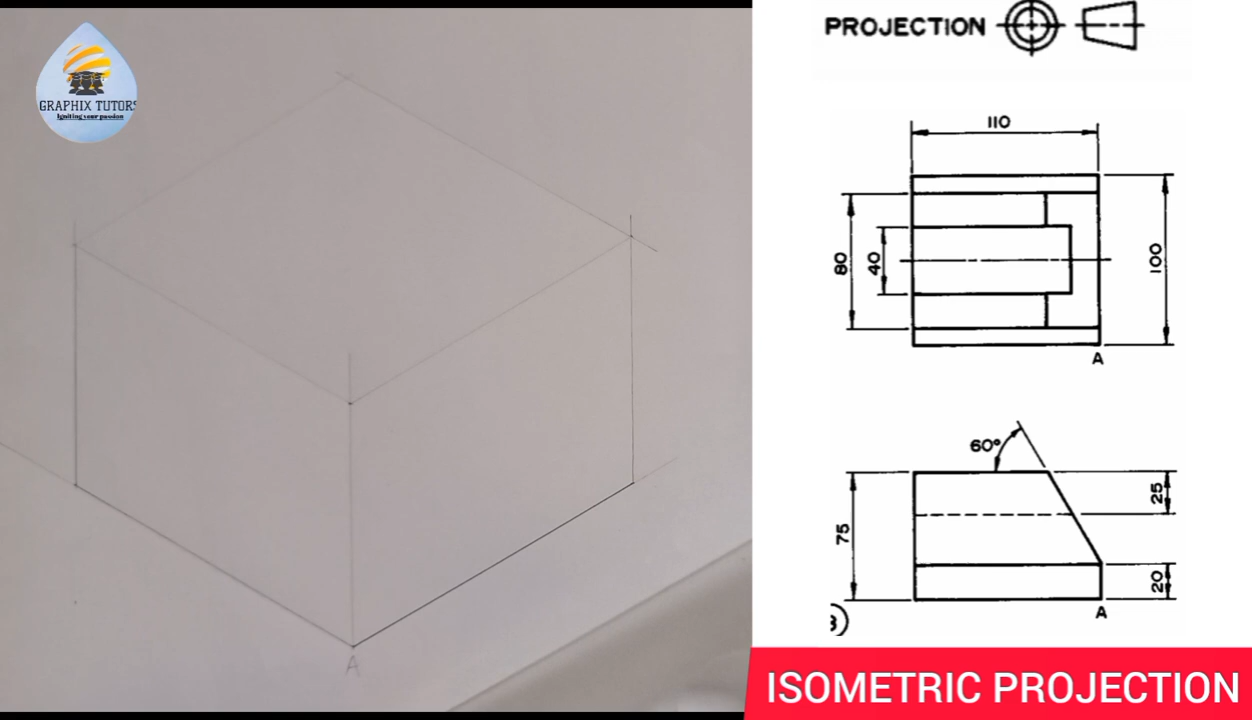 GRAPHIX TUTORS
Igniting your passion
PROJECTION
110
80
40
100
A
60°
75
25
20
A
A
ISOMETRIC PROJECTION